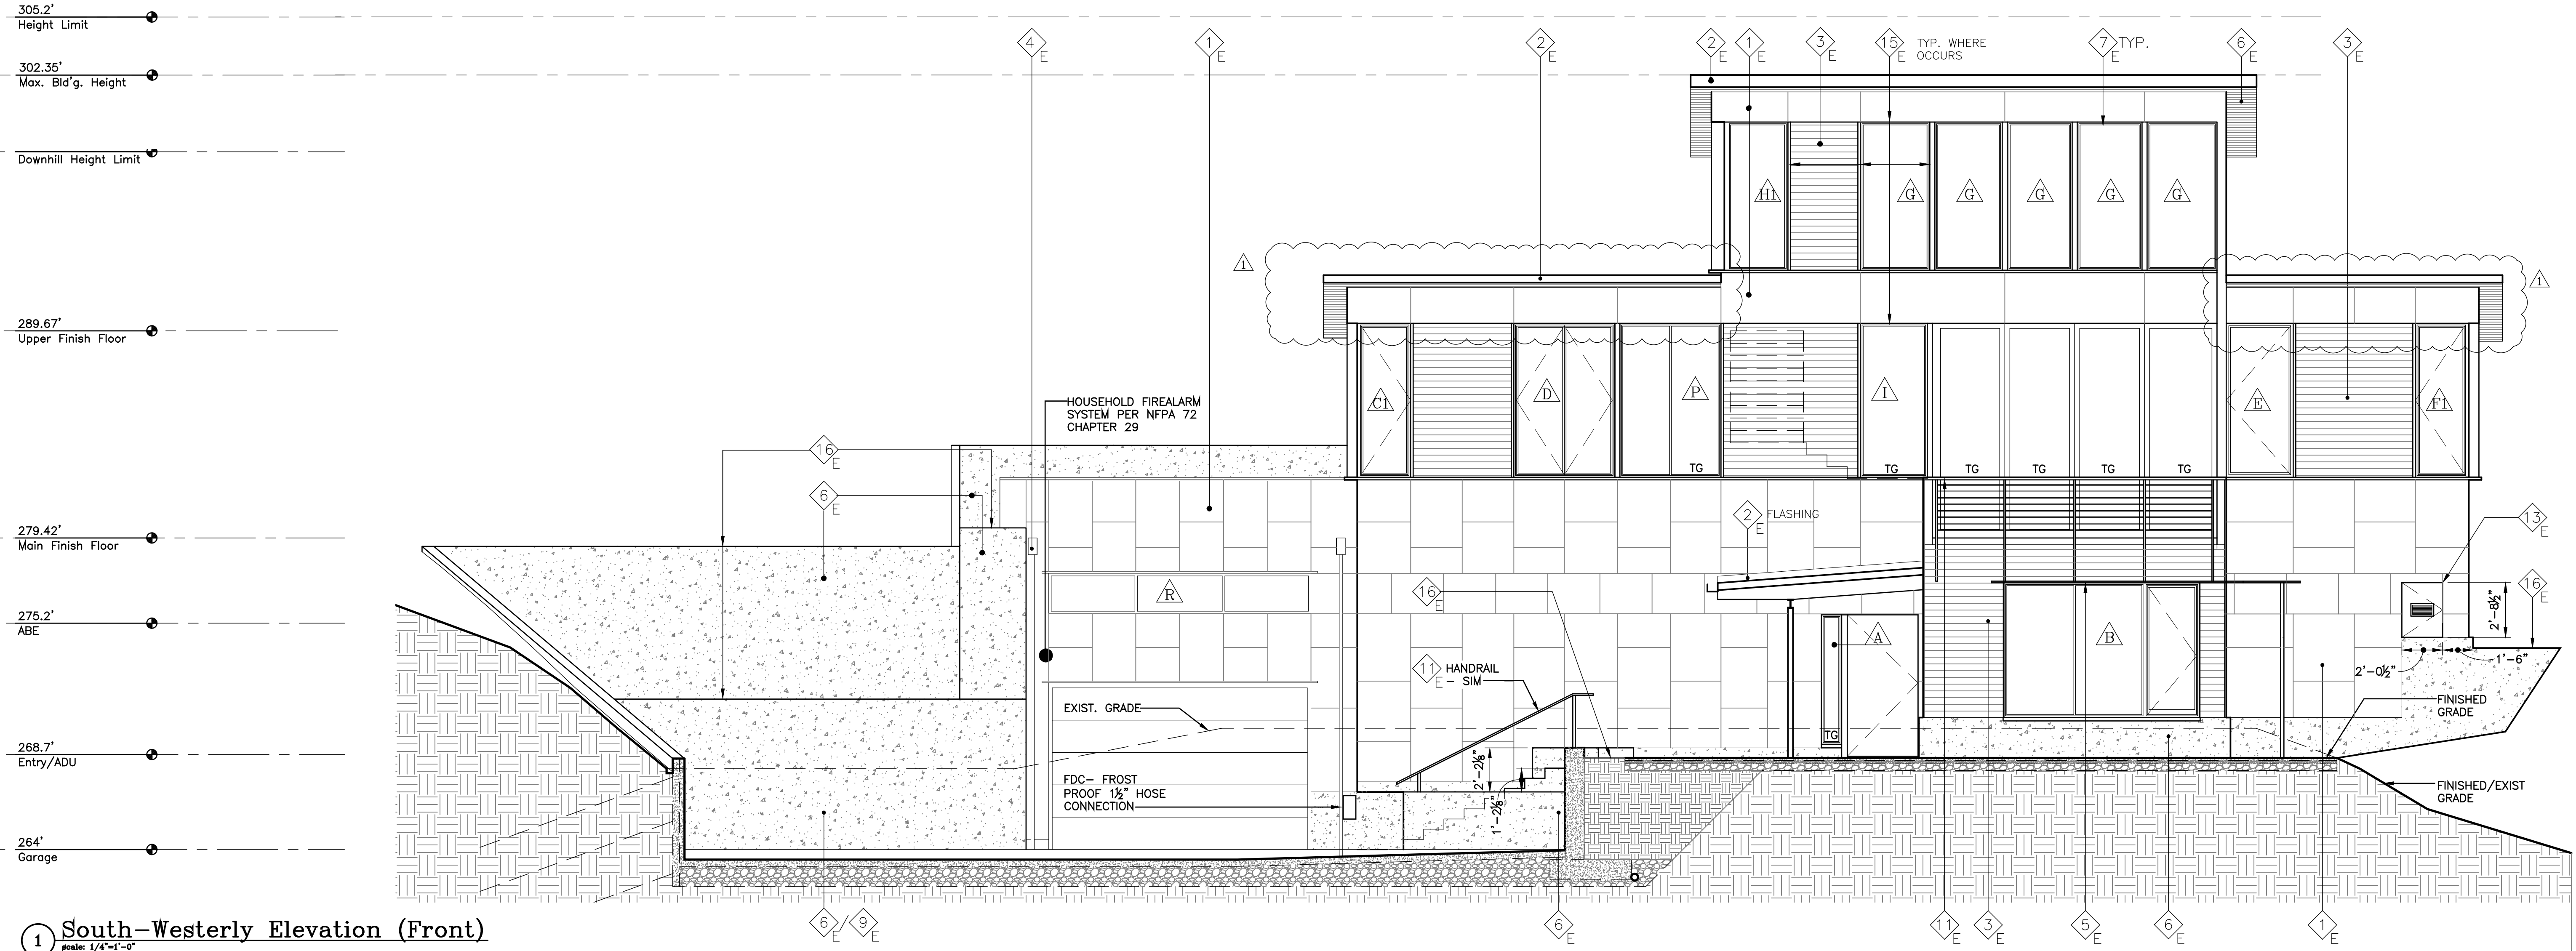 305.2'
Height Limit
302.35'
Max. Bld'g. Height
Downhill Height Limit
289.67'
Upper Finish Floor
279.42'
Main Finish Floor
275.2'
ABE
268.7'
Entry/ADU
264'
Garage
4 E
1 E
2 E
2 E
1 E
3 E
15 E TYP. WHERE
OCCURS
7 E TYP.
6 E
3 E
H1
G
G
G
G
G
1
1
C1
D
P
I
E
F1
TG
TG
TG
TG
TG
TG
HOUSEHOLD FIREALARM
SYSTEM PER NFPA 72
CHAPTER 29
16 E
6 E
2 E FLASHING
13 E
16 E
R
16 E
A
B
2'-8½"
2'-0½"
1'-6"
11 E HANDRAIL
- SIM
EXIST. GRADE
TG
FINISHED
GRADE
FDC- FROST
PROOF 1½" HOSE
CONNECTION
2'-2⅛"
1'-2⅛"
FINISHED/EXIST
GRADE
6 E / 9 E
6 E
11 E
3 E
5 E
6 E
1 E
1 South-Westerly Elevation (Front)
scale: 1/4"=1'-0"